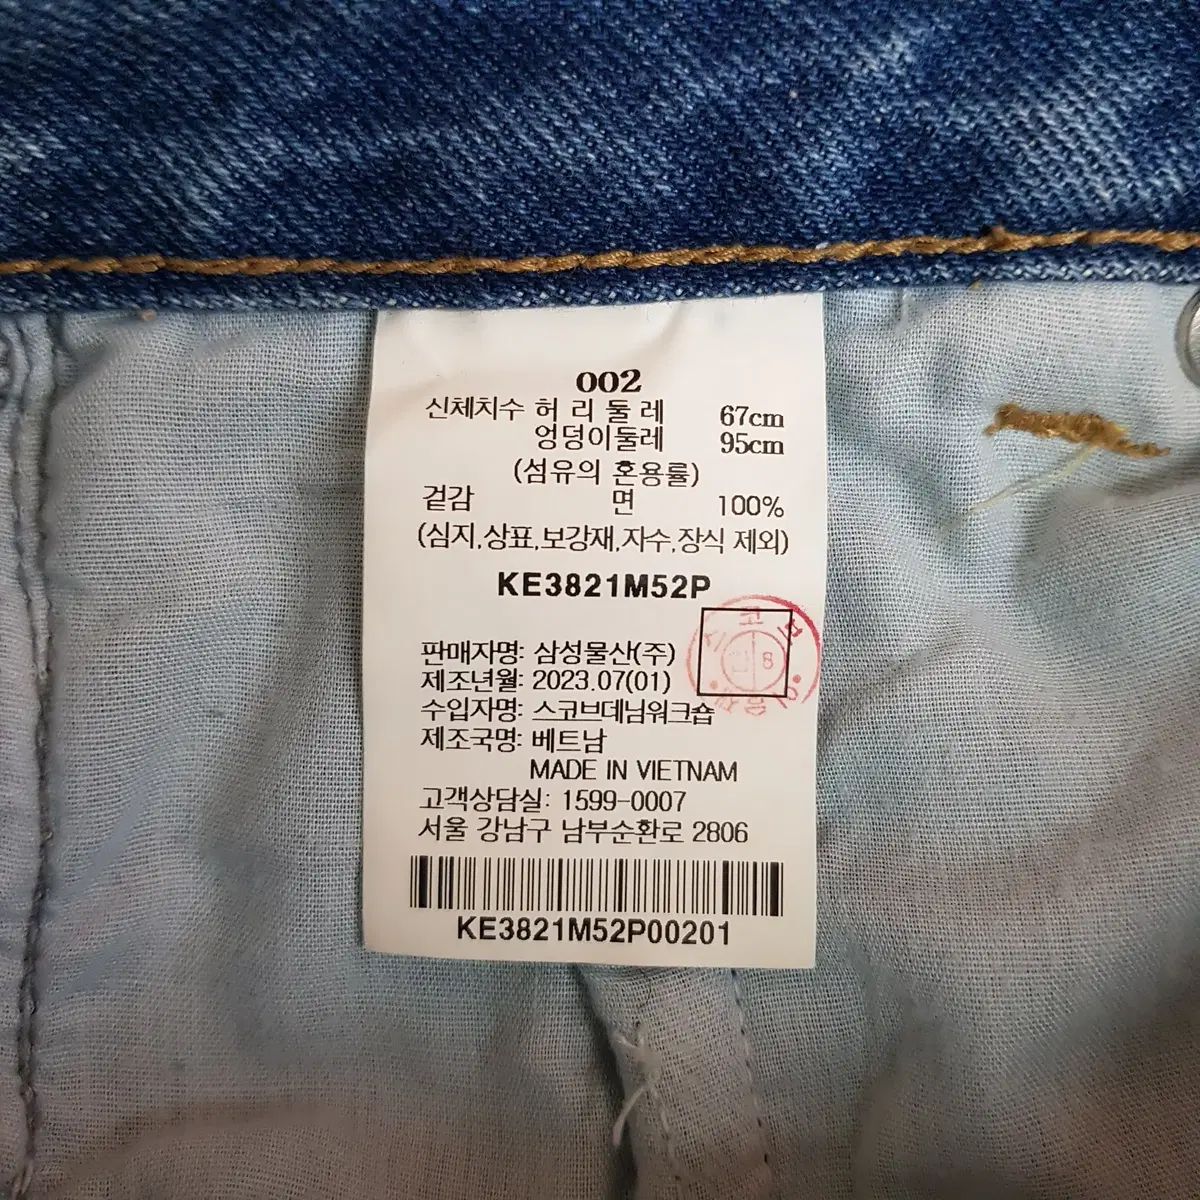 002
신체치수 허 리 둘 레 67cm
엉덩이둘레 95cm
(섬유의 혼용률)
겉감 면 100%
(심지,상표,보강재,자수,장식 제외)
KE3821M52P
판매자명: 삼성물산(주)
제조년월: 2023.07(01)
수입자명: 스코브데님워크숍
제조국명: 베트남
MADE IN VIETNAM
고객상담실: 1599-0007
서울 강남구 남부순환로 2806
KE3821M52P00201